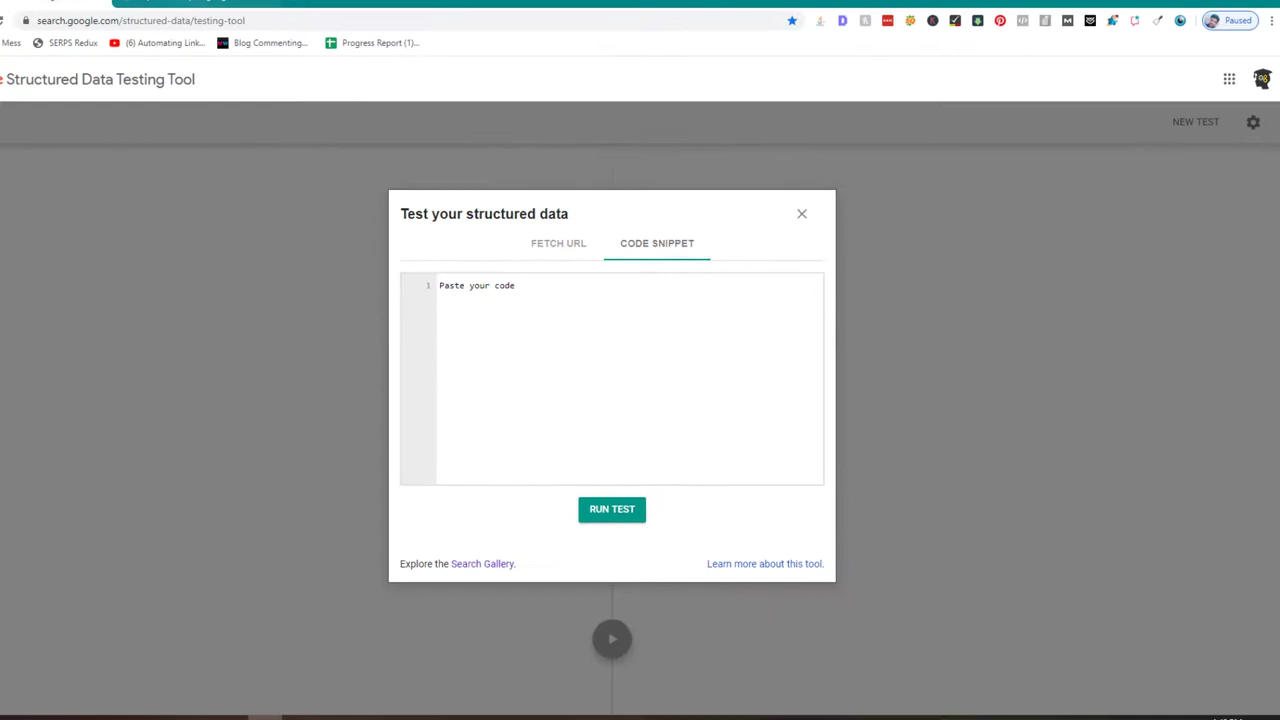 search.google.com/structured-data/testing-tool
Paused
Mess
SERPS Redux
(6) Automating Link...
Blog Commenting...
Progress Report (1)...
Structured Data Testing Tool
NEW TEST
Test your structured data
FETCH URL
CODE SNIPPET
1
Paste your code
RUN TEST
Explore the Search Gallery.
Learn more about this tool.